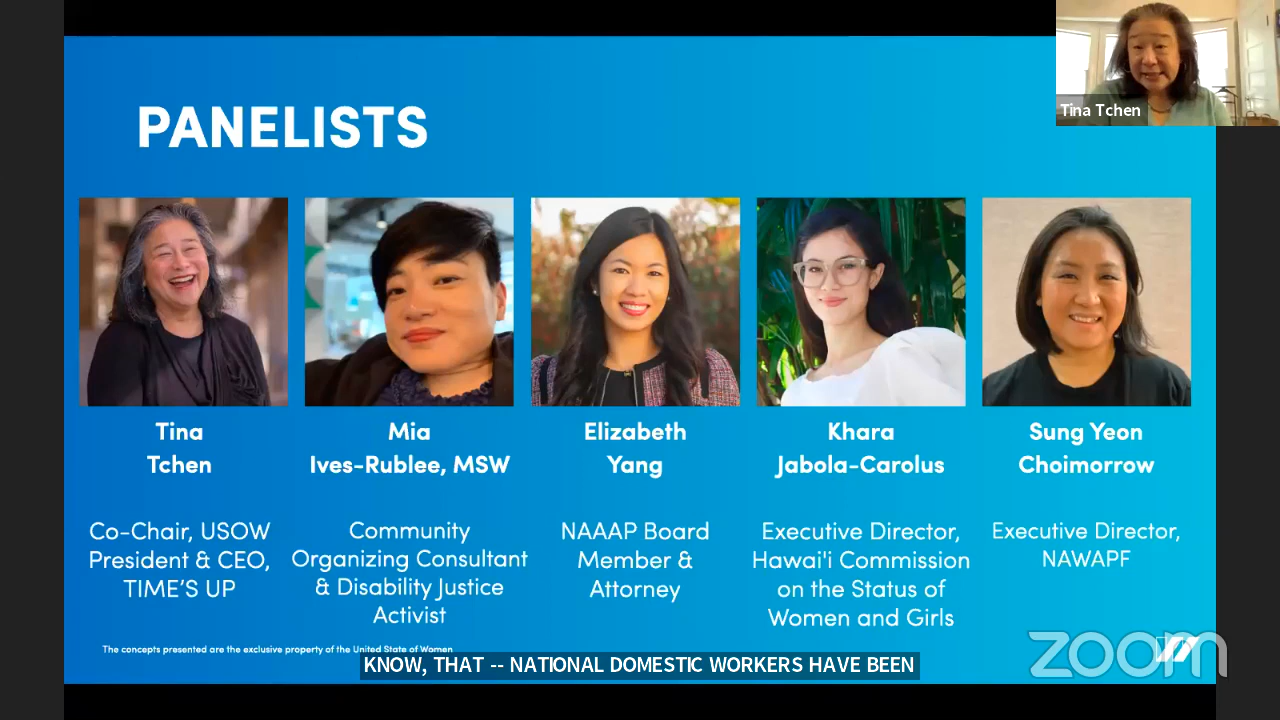 Tina Tchen
PANELISTS
Tina
Tchen
Co-Chair, USOW
President & CEO,
TIME'S UP
Mia
Ives-Rublee, MSW
Community
Organizing Consultant
& Disability Justice
Activist
Elizabeth
Yang
NAAAP Board
Member &
Attorney
Khara
Jabola-Carolus
Executive Director,
Hawai'i Commission
on the Status of
Women and Girls
Sung Yeon
Choimorrow
Executive Director,
NAWAPF
The concepts presented are the exclusive property of the United State of Women
KNOW, THAT -- NATIONAL DOMESTIC WORKERS HAVE BEEN
zoom